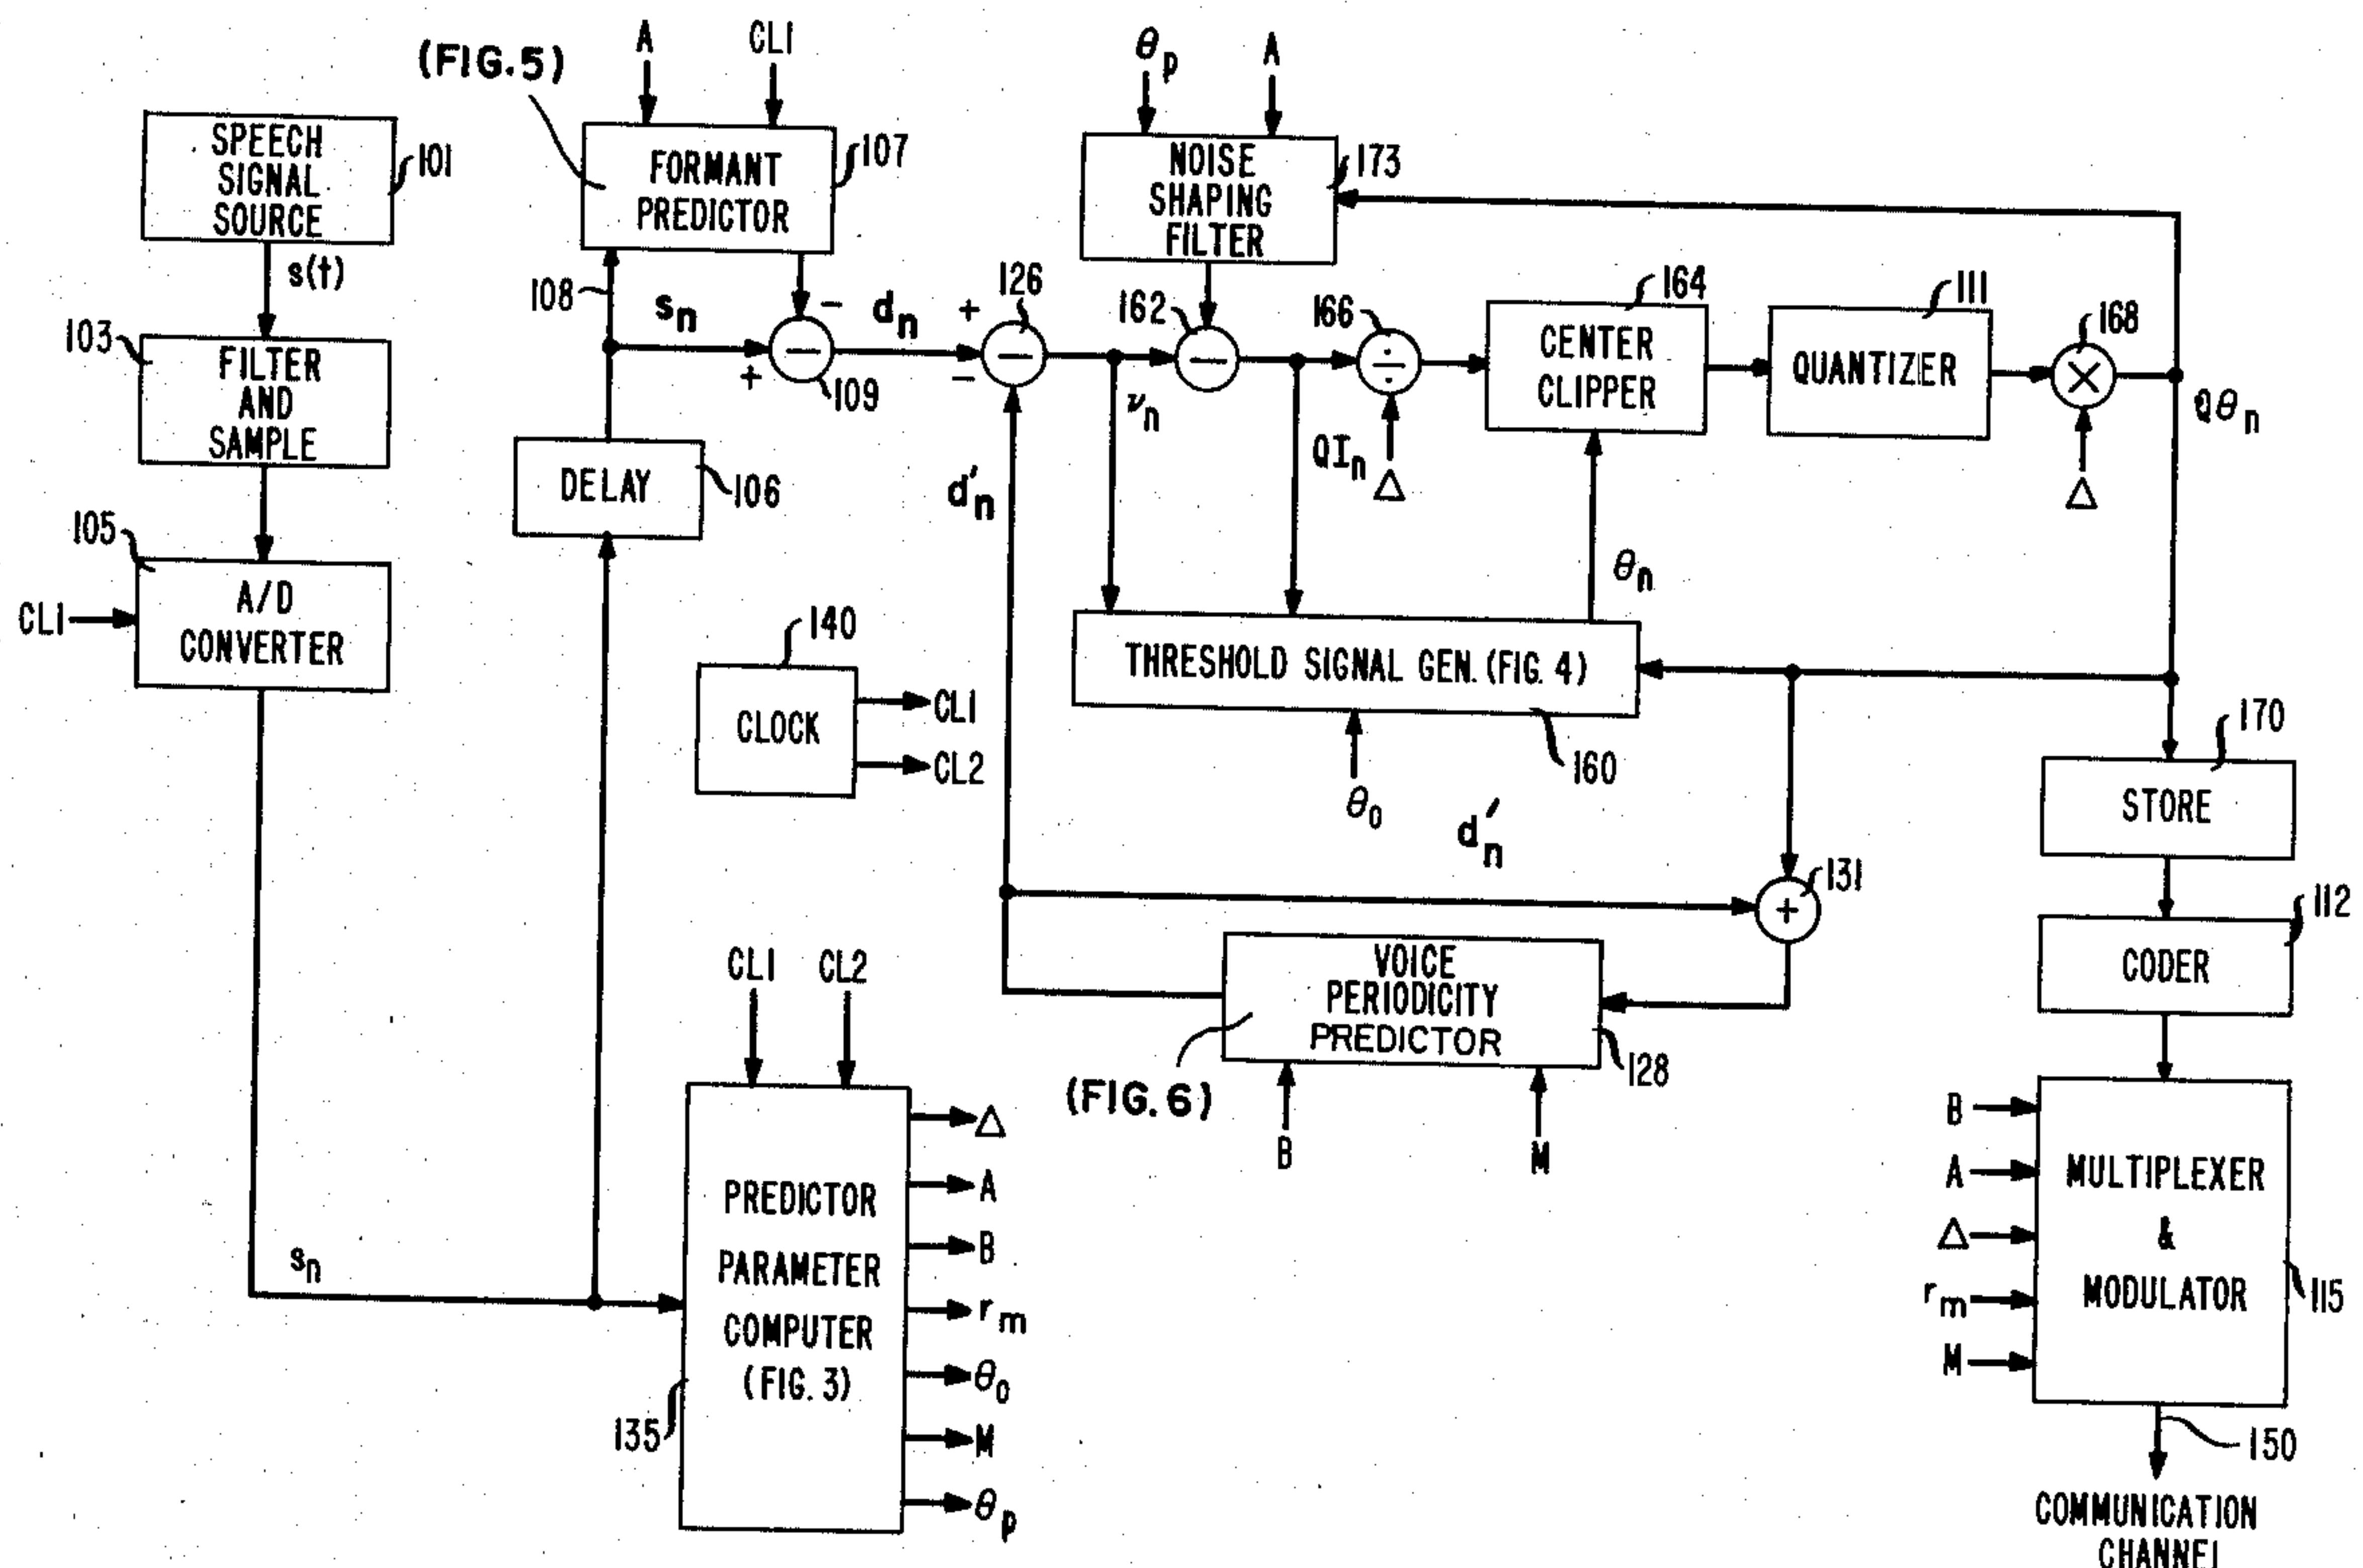 (FIG.5)
A
CL1
θp
A
SPEECH
SIGNAL
SOURCE
101
s(t)
FORMANT
PREDICTOR
107
NOISE
SHAPING
FILTER
173
103
FILTER
AND
SAMPLE
108
sn
+
−
−
109
dn
+
−
−
126
162
−
νn
166
÷
QIn
Δ
164
CENTER
CLIPPER
111
QUANTIZER
168
×
Δ
Qθn
DELAY
106
d'n
105
A/D
CONVERTER
CL1
140
CLOCK
CL1
CL2
THRESHOLD SIGNAL GEN. (FIG. 4)
θn
160
θ0
d'n
170
STORE
131
+
112
CODER
VOICE
PERIODICITY
PREDICTOR
128
(FIG. 6)
B
M
CL1
CL2
sn
PREDICTOR
PARAMETER
COMPUTER
(FIG. 3)
135
Δ
A
B
rm
θ0
M
θp
B
A
Δ
rm
M
MULTIPLEXER
&
MODULATOR
115
150
COMMUNICATION
CHANNEL